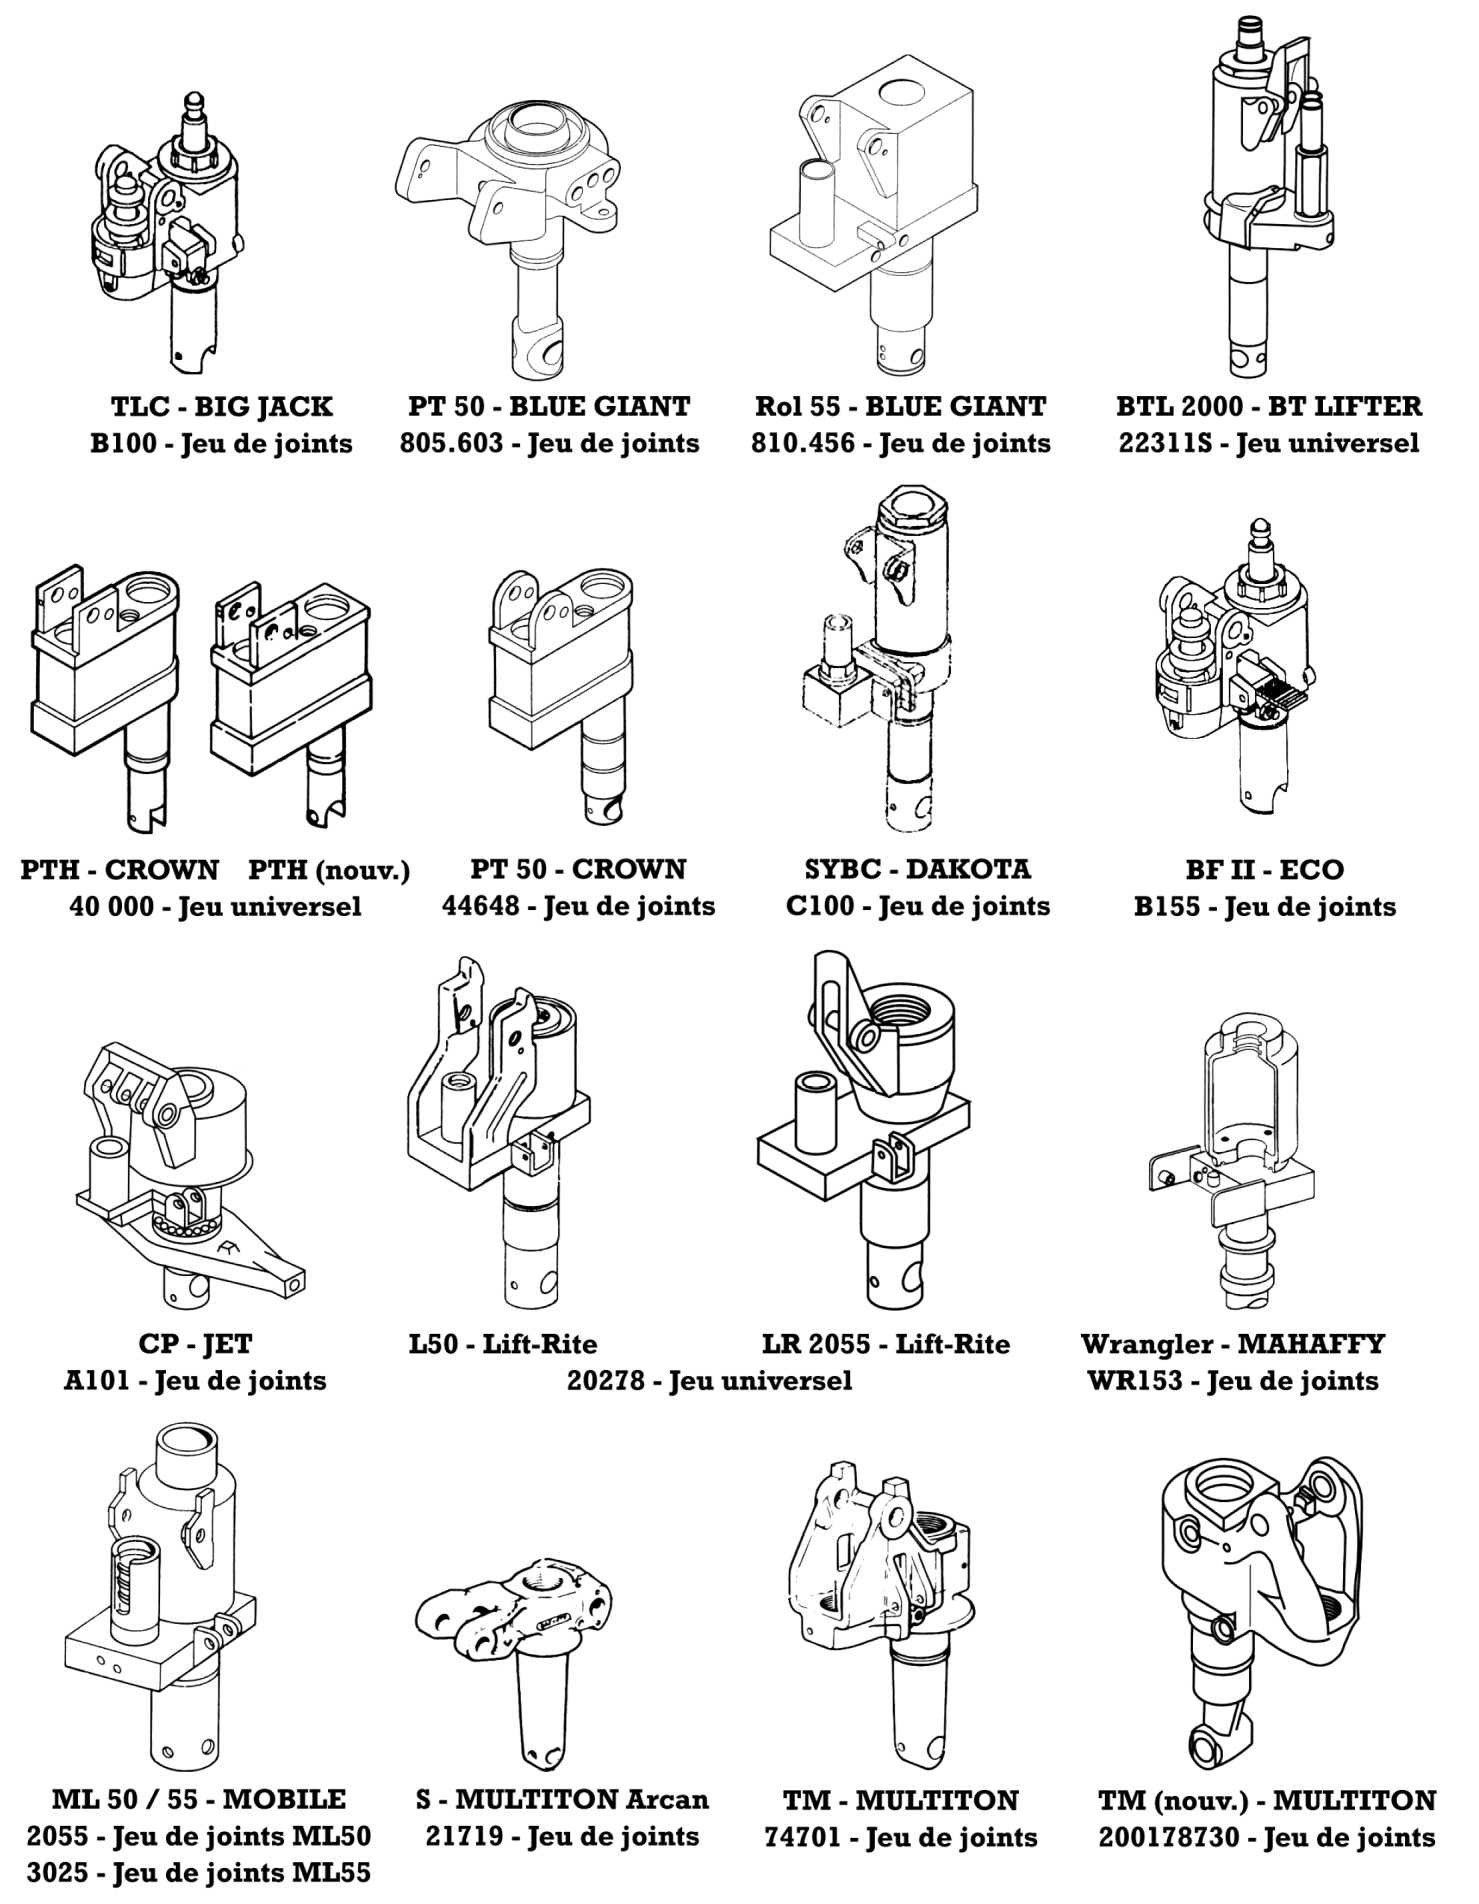 TLC - BIG JACK
B100 - Jeu de joints
PT 50 - BLUE GIANT
805.603 - Jeu de joints
Rol 55 - BLUE GIANT
810.456 - Jeu de joints
BTL 2000 - BT LIFTER
22311S - Jeu universel
PTH - CROWN PTH (nouv.)
40 000 - Jeu universel
PT 50 - CROWN
44648 - Jeu de joints
SYBC - DAKOTA
C100 - Jeu de joints
BF II - ECO
B155 - Jeu de joints
CP - JET
A101 - Jeu de joints
L50 - Lift-Rite
LR 2055 - Lift-Rite
20278 - Jeu universel
Wrangler - MAHAFFY
WR153 - Jeu de joints
ML 50 / 55 - MOBILE
2055 - Jeu de joints ML50
3025 - Jeu de joints ML55
S - MULTITON Arcan
21719 - Jeu de joints
TM - MULTITON
74701 - Jeu de joints
TM (nouv.) - MULTITON
200178730 - Jeu de joints